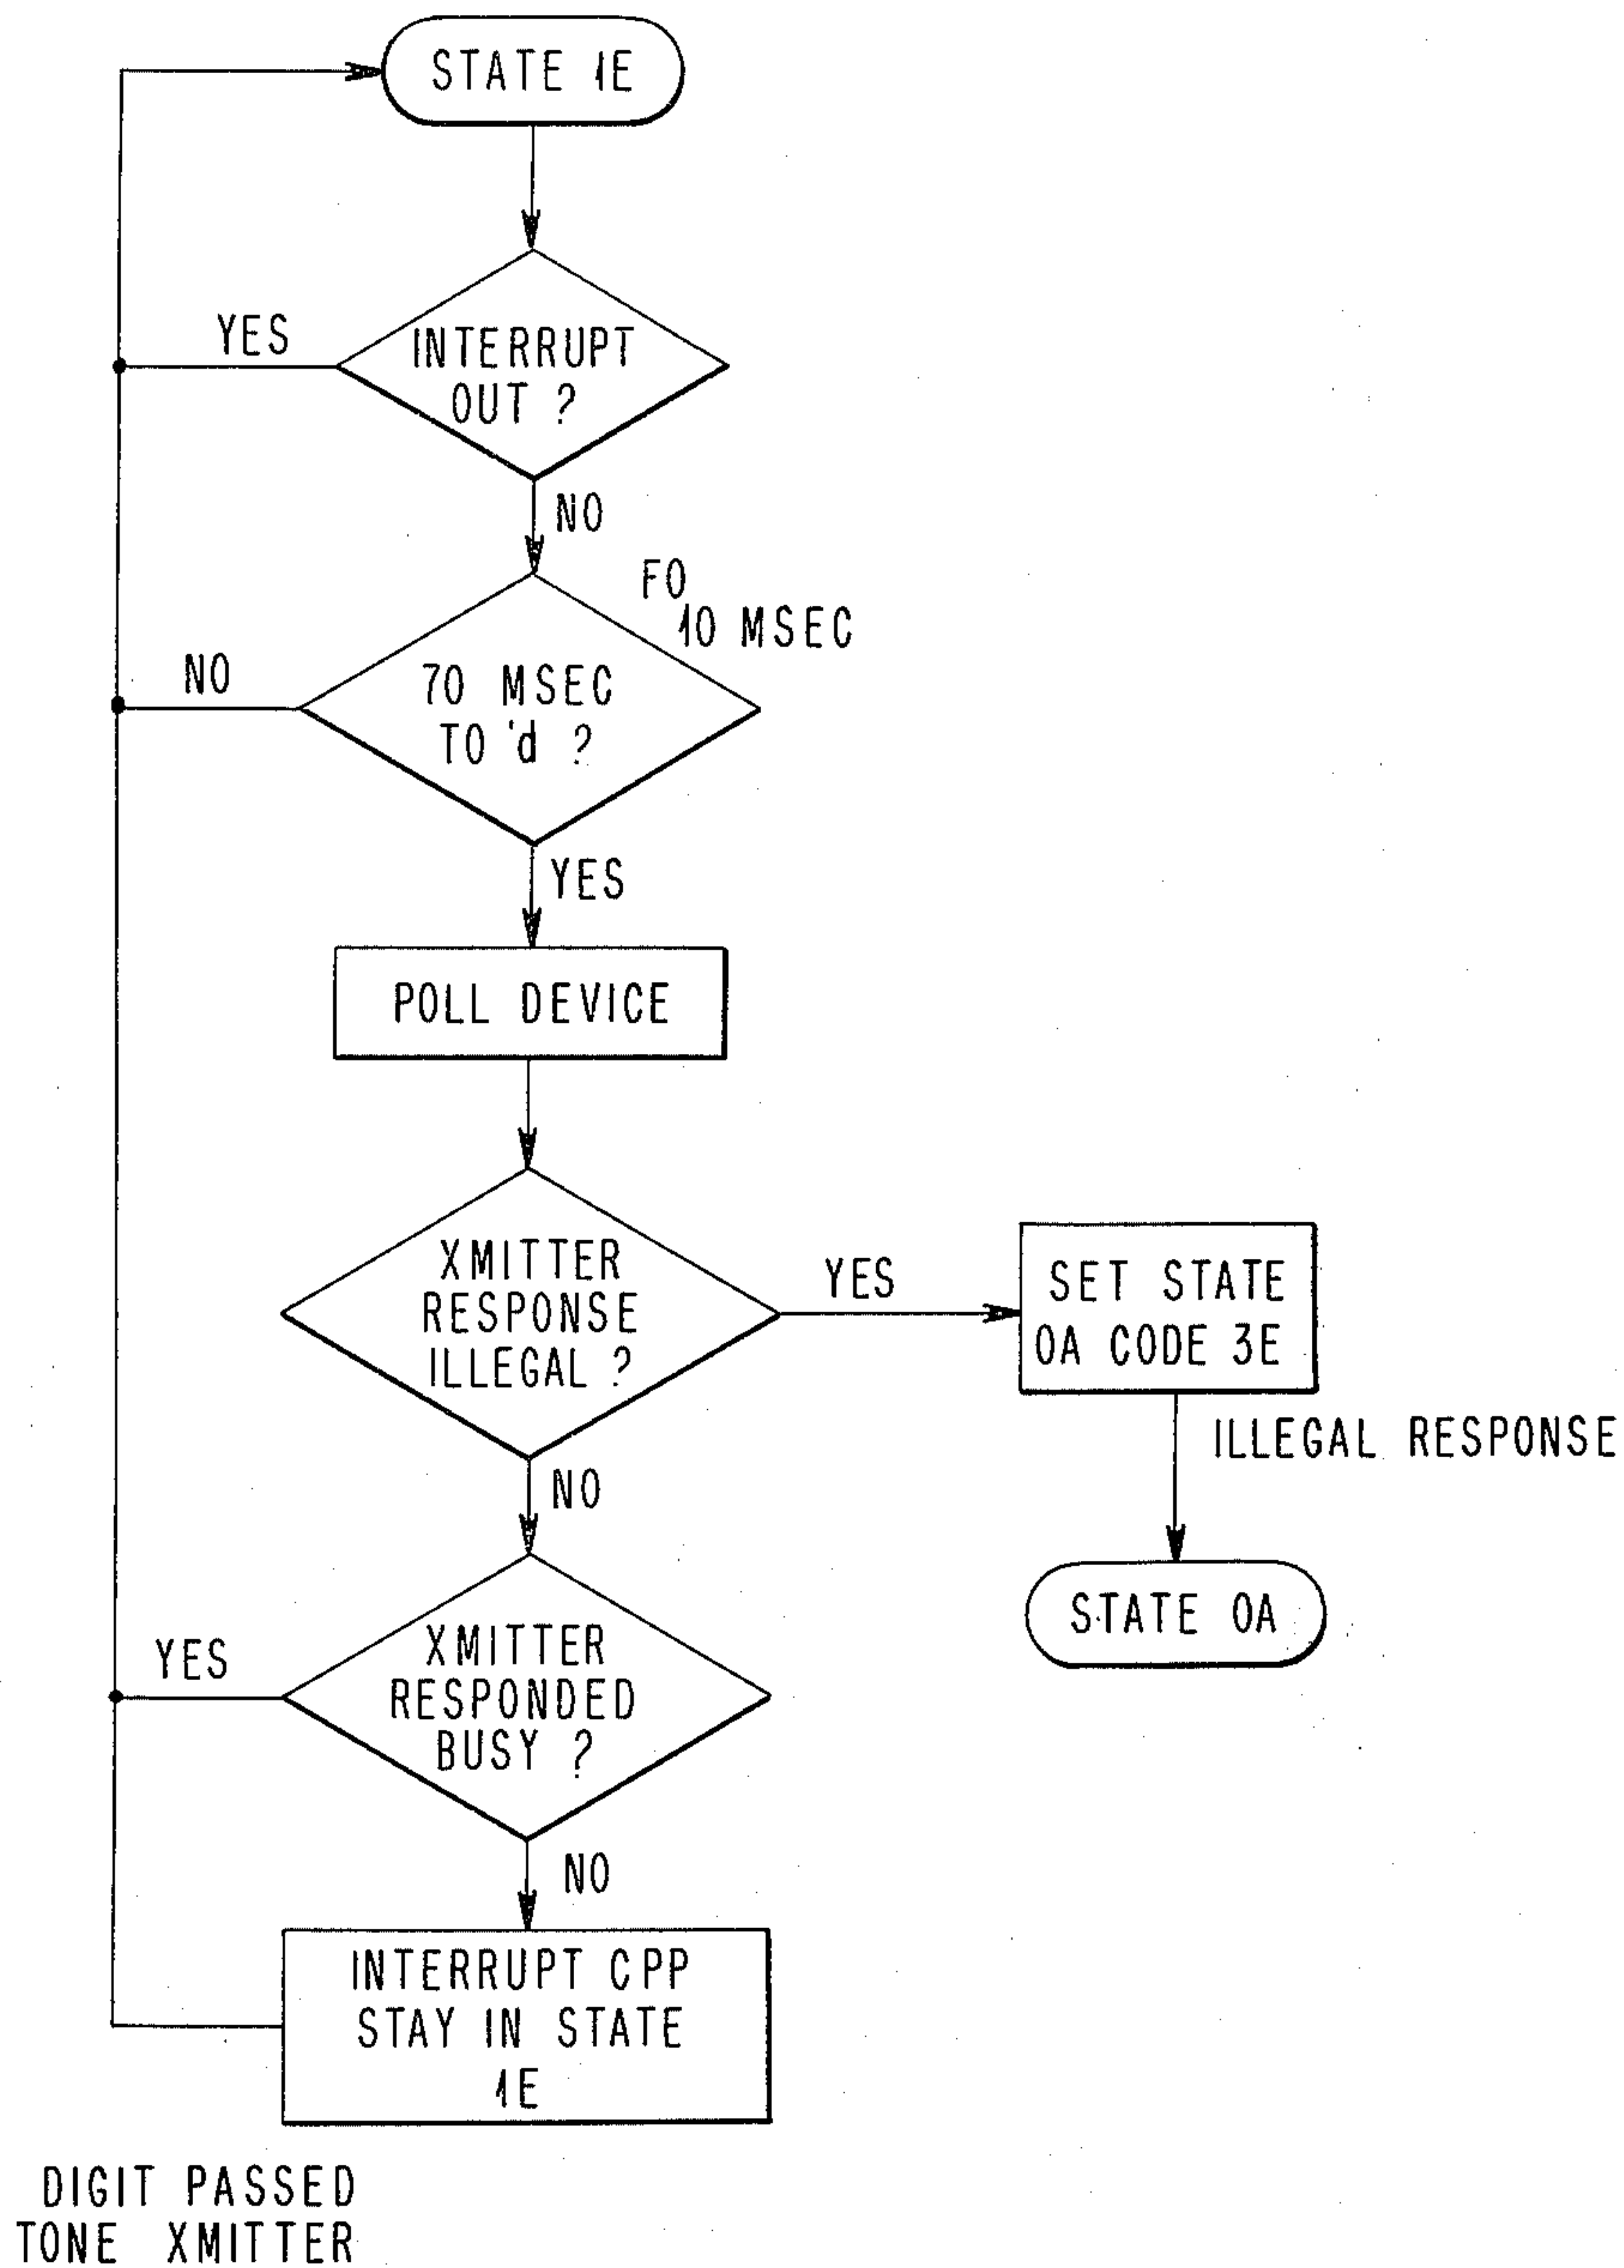 STATE 1E
YES
INTERRUPT
OUT ?
NO
F0
10 MSEC
NO
70 MSEC
TO 'd ?
YES
POLL DEVICE
XMITTER
RESPONSE
ILLEGAL ?
YES
SET STATE
0A CODE 3E
ILLEGAL RESPONSE
NO
STATE 0A
YES
XMITTER
RESPONDED
BUSY ?
NO
INTERRUPT CPP
STAY IN STATE
1E
DIGIT PASSED
TONE XMITTER